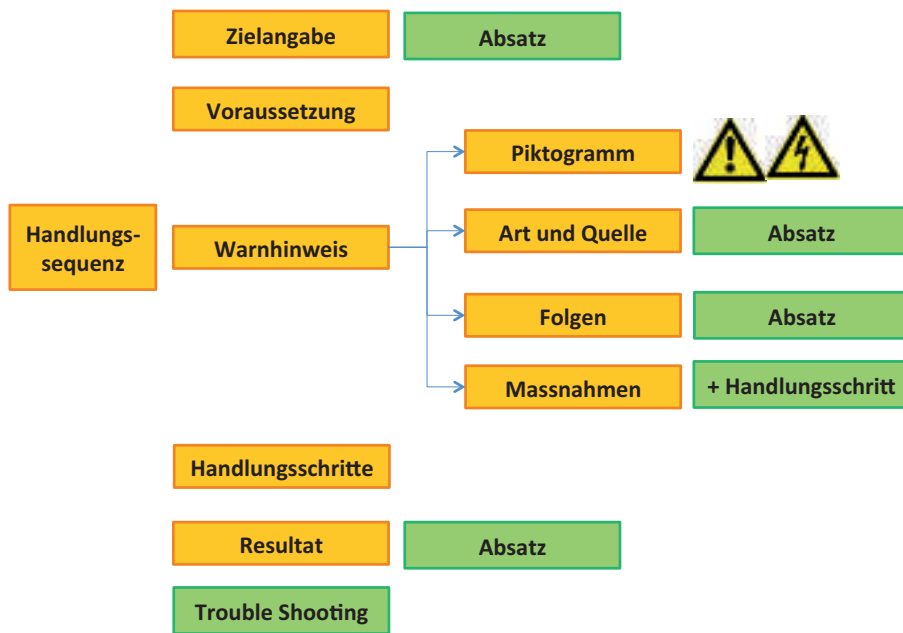 Zielangabe
Absatz
Voraussetzung
Piktogramm
Handlungs-
sequenz
Warnhinweis
Art und Quelle
Absatz
Folgen
Absatz
Massnahmen
+ Handlungsschritt
Handlungsschritte
Resultat
Absatz
Trouble Shooting